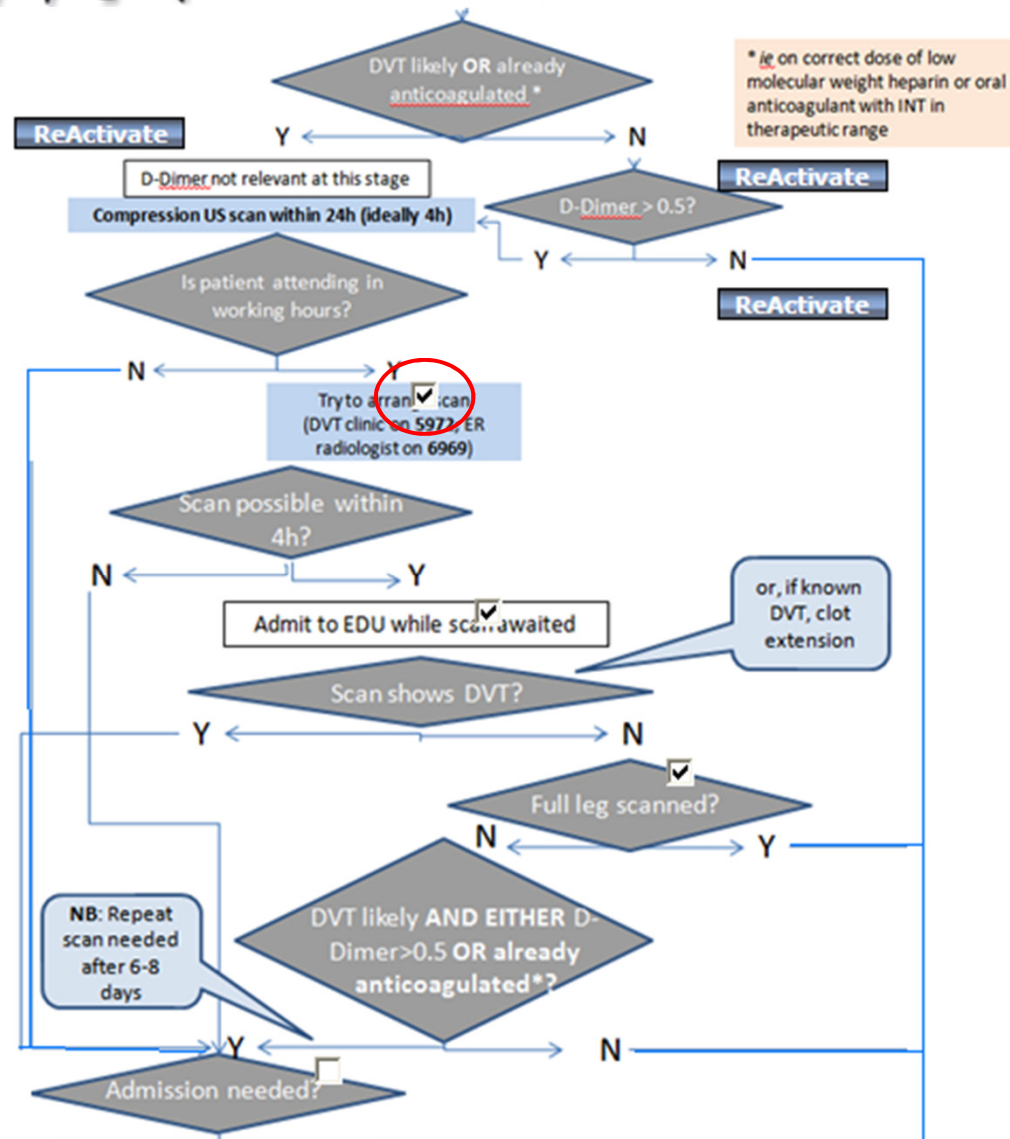 DVT likely OR already
anticoagulated *
* ie on correct dose of low
molecular weight heparin or oral
anticoagulant with INT in
therapeutic range
ReActivate
Y
N
D-Dimer not relevant at this stage
ReActivate
Compression US scan within 24h (ideally 4h)
D-Dimer > 0.5?
Y
N
Is patient attending in
working hours?
ReActivate
N
Y
Try to scan
(DVT clinic on 5972, ER
radiologist on 6969)
Scan possible within
4h?
N
Y
or, if known
DVT, clot
extension
Admit to EDU while awaited
Scan shows DVT?
Y
N
Full leg scanned?
N
Y
NB: Repeat
scan needed
after 6-8
days
DVT likely AND EITHER D-
Dimer>0.5 OR already
anticoagulated*?
Y
N
Admission needed?